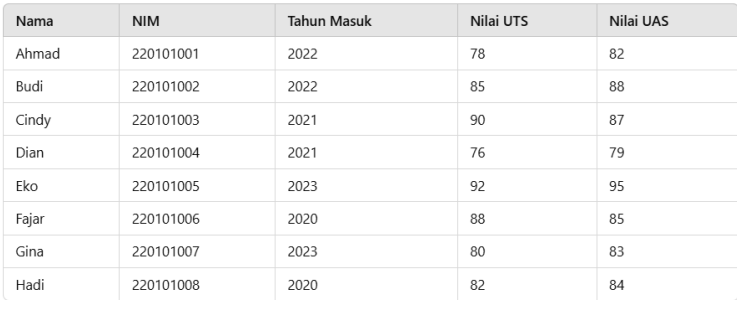 Nama NIM Tahun Masuk Nilai UTS Nilai UAS
Ahmad 220101001 2022 78 82
Budi 220101002 2022 85 88
Cindy 220101003 2021 90 87
Dian 220101004 2021 76 79
Eko 220101005 2023 92 95
Fajar 220101006 2020 88 85
Gina 220101007 2023 80 83
Hadi 220101008 2020 82 84